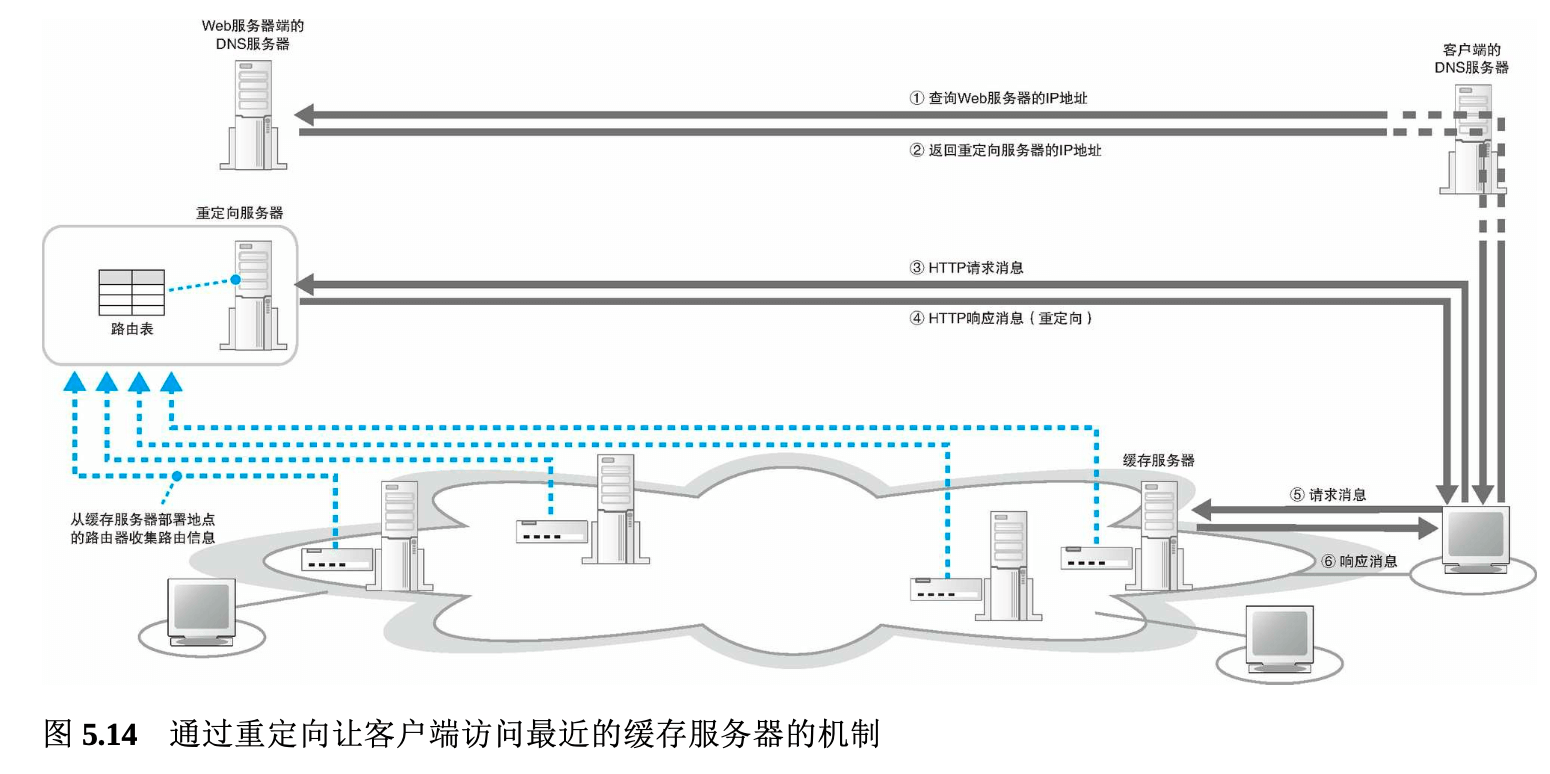 Web服务器端的
DNS服务器
客户端的
DNS服务器
① 查询Web服务器的IP地址
② 返回重定向服务器的IP地址
重定向服务器
③ HTTP请求消息
路由表
④ HTTP响应消息（重定向）
缓存服务器
⑤ 请求消息
从缓存服务器部署地点
的路由器收集路由信息
⑥ 响应消息
图 5.14 通过重定向让客户端访问最近的缓存服务器的机制